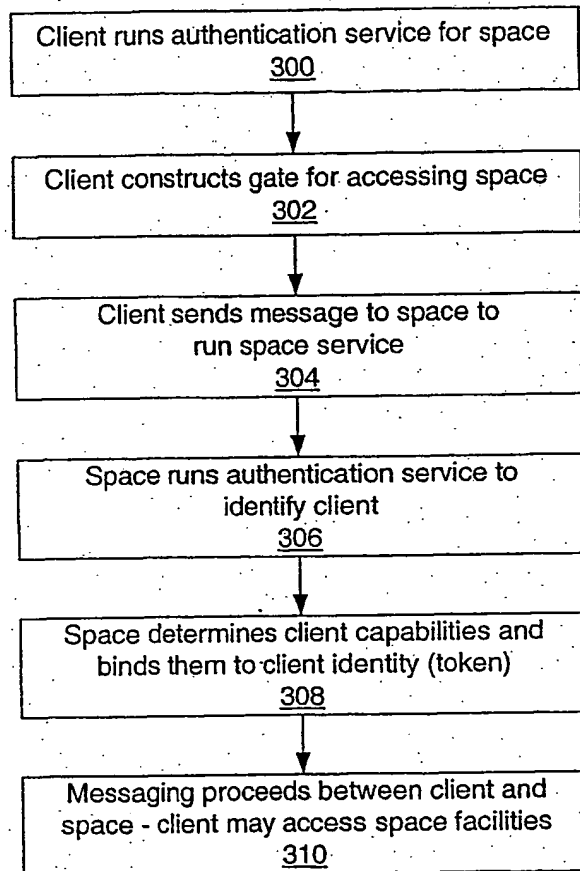 Client runs authentication service for space
300
Client constructs gate for accessing space
302
Client sends message to space to
run space service
304
Space runs authentication service to
identify client
306
Space determines client capabilities and
binds them to client identity (token)
308
Messaging proceeds between client and
space - client may access space facilities
310